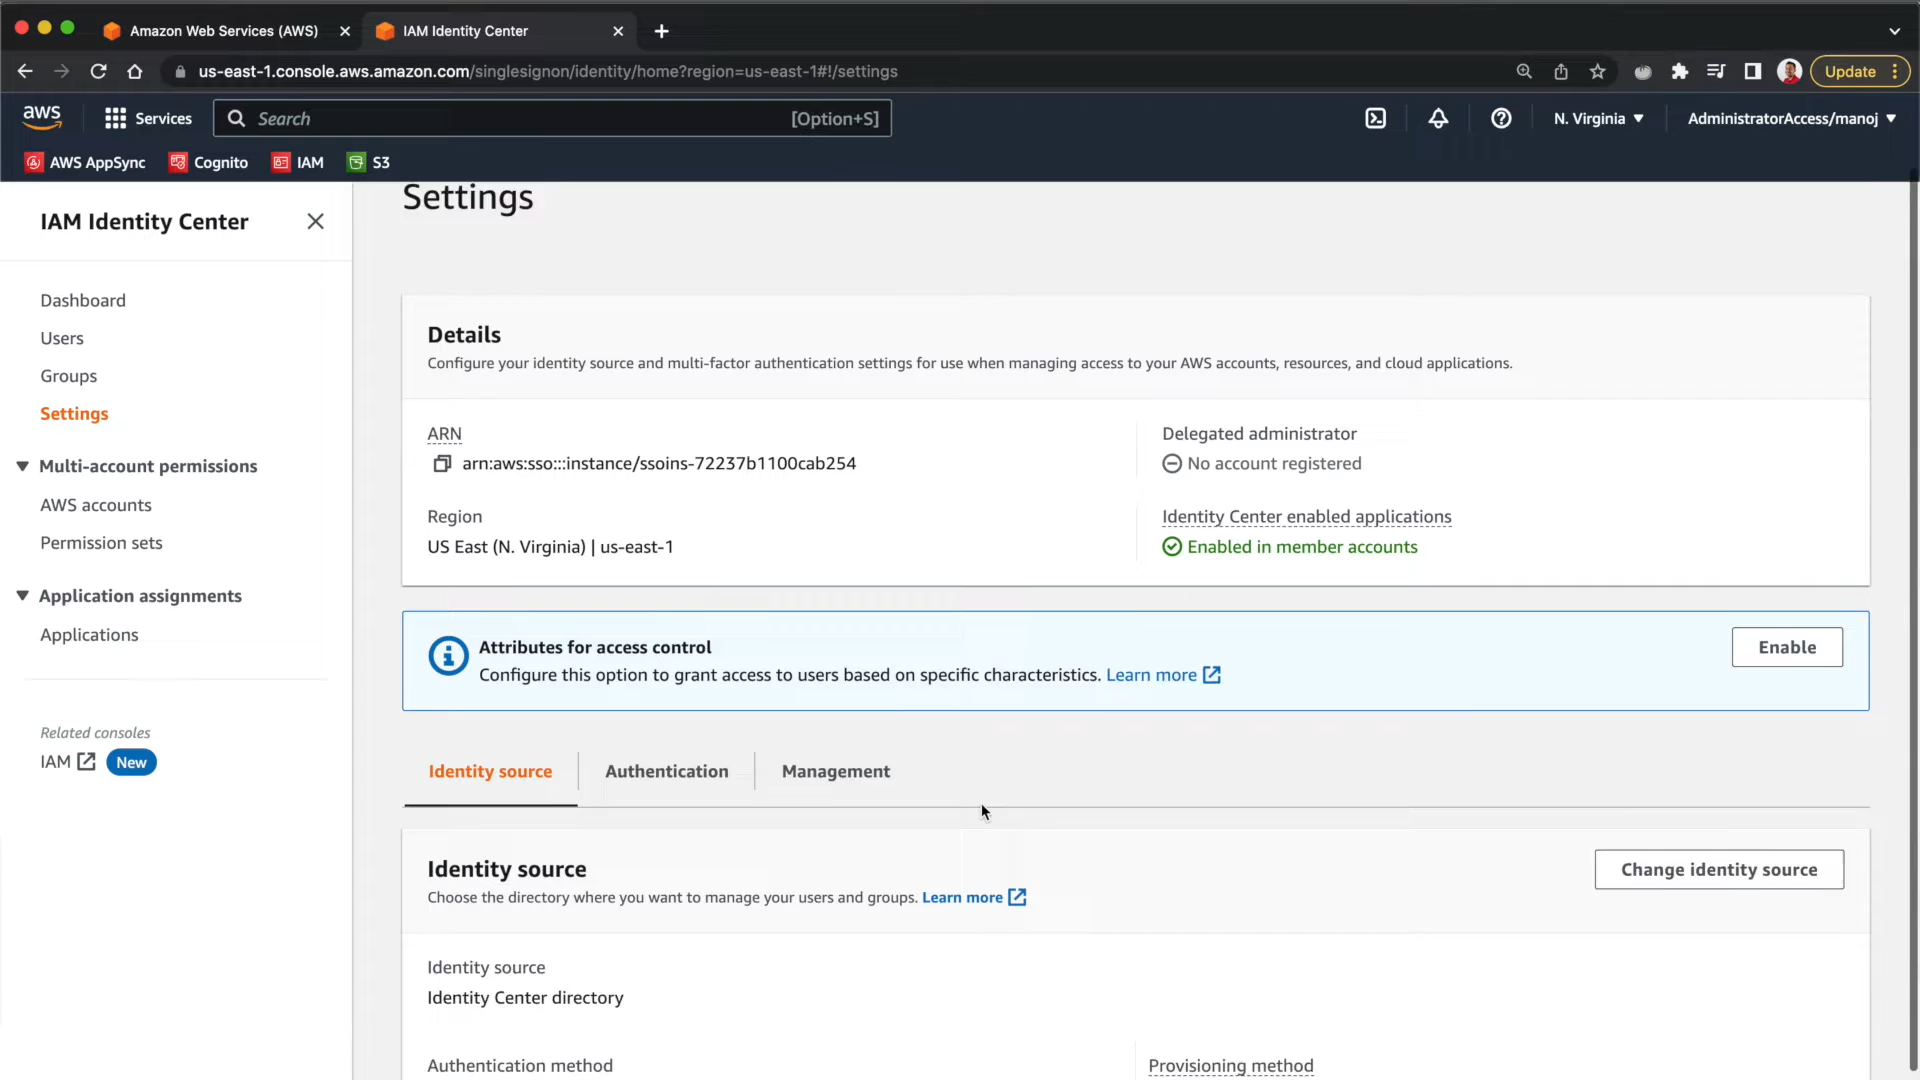 Amazon Web Services (AWS)
IAM Identity Center
us-east-1.console.aws.amazon.com/singlesignon/identity/home?region=us-east-1#!/settings
Update
aws
Services
Search
[Option+S]
N. Virginia
AdministratorAccess/manoj
AWS AppSync
Cognito
IAM
S3
IAM Identity Center
Dashboard
Users
Groups
Settings
Multi-account permissions
AWS accounts
Permission sets
Application assignments
Applications
Related consoles
IAM
New
Settings
Details
Configure your identity source and multi-factor authentication settings for use when managing access to your AWS accounts, resources, and cloud applications.
ARN
arn:aws:sso:::instance/ssoins-72237b1100cab254
Delegated administrator
No account registered
Region
US East (N. Virginia) | us-east-1
Identity Center enabled applications
Enabled in member accounts
Attributes for access control
Configure this option to grant access to users based on specific characteristics. Learn more
Enable
Identity source
Authentication
Management
Identity source
Choose the directory where you want to manage your users and groups. Learn more
Change identity source
Identity source
Identity Center directory
Authentication method
Provisioning method